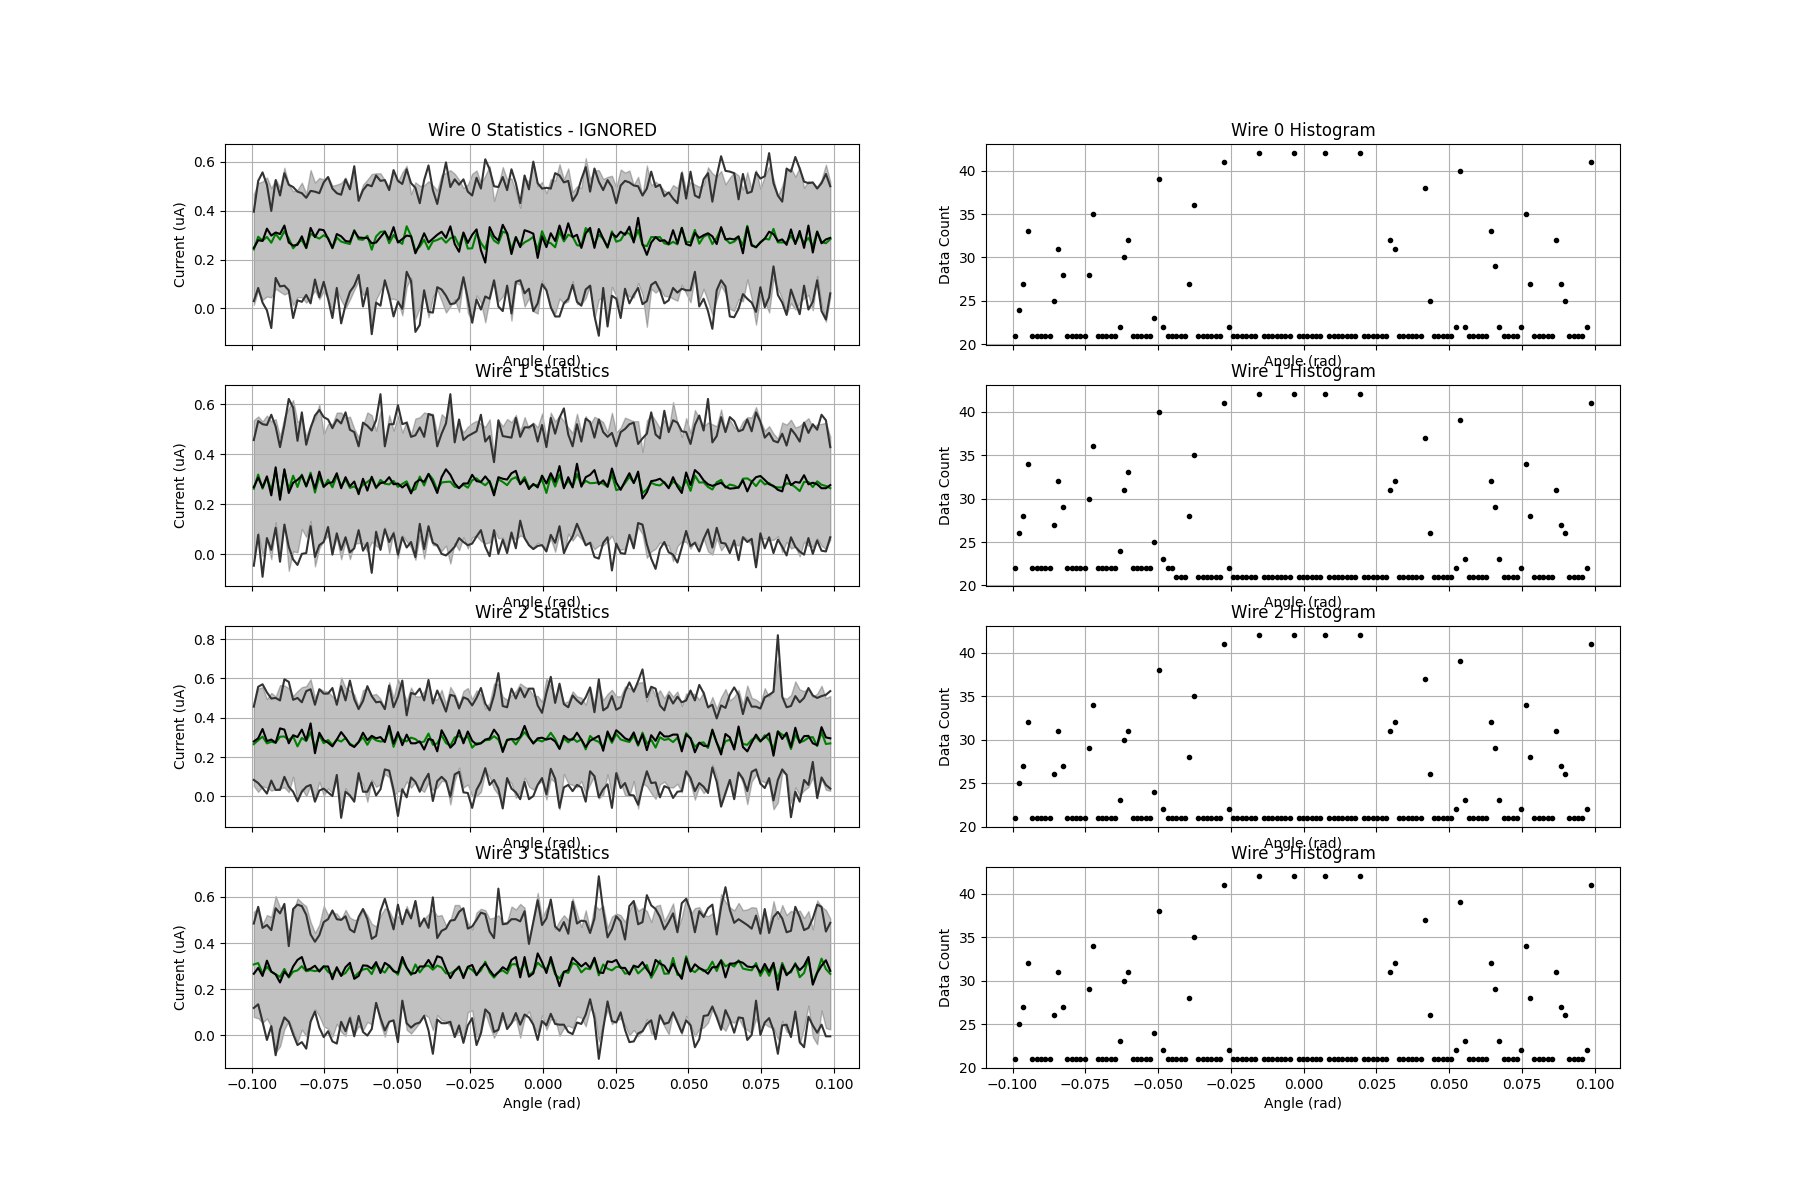 Wire 0 Statistics - IGNORED
Current (uA)
0.6
0.4
0.2
0.0
Angle (rad)
Wire 0 Histogram
Data Count
40
35
30
25
20
Angle (rad)
Wire 1 Statistics
Current (uA)
0.6
0.4
0.2
0.0
Angle (rad)
Wire 1 Histogram
Data Count
40
35
30
25
20
Angle (rad)
Wire 2 Statistics
Current (uA)
0.8
0.6
0.4
0.2
0.0
Angle (rad)
Wire 2 Histogram
Data Count
40
35
30
25
20
Angle (rad)
Wire 3 Statistics
Current (uA)
0.6
0.4
0.2
0.0
−0.100 −0.075 −0.050 −0.025 0.000 0.025 0.050 0.075 0.100
Angle (rad)
Wire 3 Histogram
Data Count
40
35
30
25
20
−0.100 −0.075 −0.050 −0.025 0.000 0.025 0.050 0.075 0.100
Angle (rad)